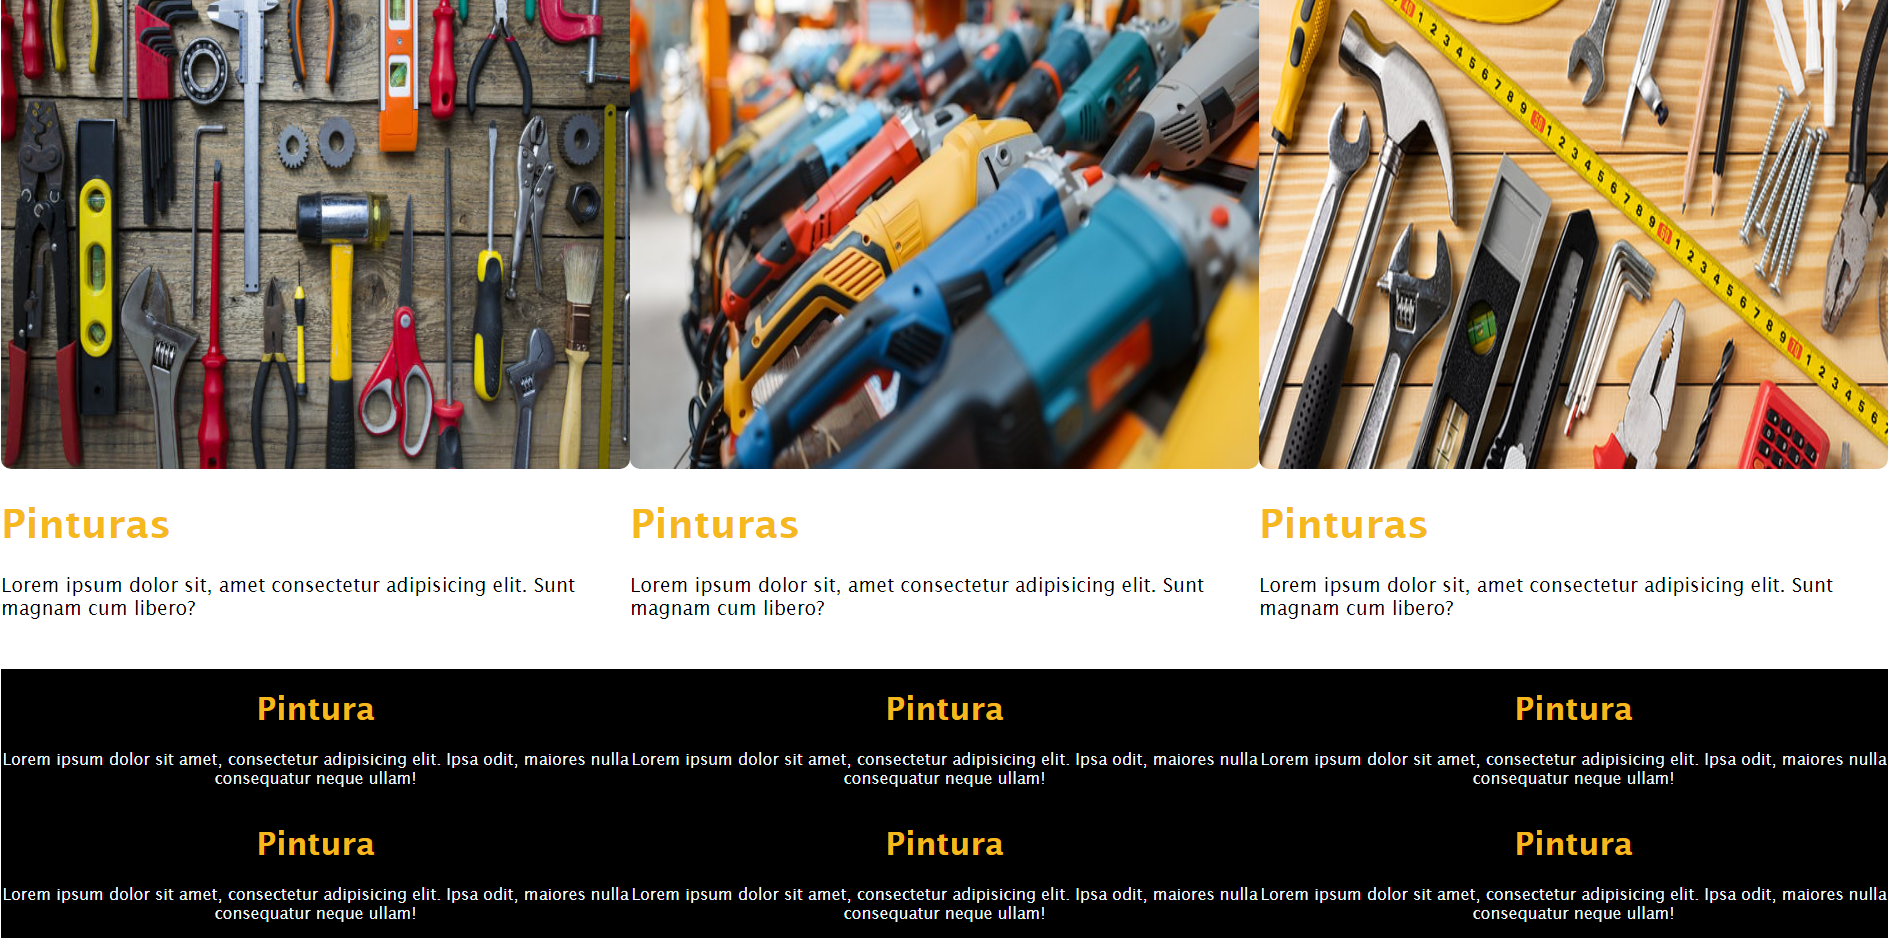 Pinturas
Lorem ipsum dolor sit, amet consectetur adipisicing elit. Sunt
magnam cum libero?
Pinturas
Lorem ipsum dolor sit, amet consectetur adipisicing elit. Sunt
magnam cum libero?
Pinturas
Lorem ipsum dolor sit, amet consectetur adipisicing elit. Sunt
magnam cum libero?
Pintura
Lorem ipsum dolor sit amet, consectetur adipisicing elit. Ipsa odit, maiores nulla
consequatur neque ullam!
Pintura
Lorem ipsum dolor sit amet, consectetur adipisicing elit. Ipsa odit, maiores nulla
consequatur neque ullam!
Pintura
Lorem ipsum dolor sit amet, consectetur adipisicing elit. Ipsa odit, maiores nulla
consequatur neque ullam!
Pintura
Lorem ipsum dolor sit amet, consectetur adipisicing elit. Ipsa odit, maiores nulla
consequatur neque ullam!
Pintura
Lorem ipsum dolor sit amet, consectetur adipisicing elit. Ipsa odit, maiores nulla
consequatur neque ullam!
Pintura
Lorem ipsum dolor sit amet, consectetur adipisicing elit. Ipsa odit, maiores nulla
consequatur neque ullam!